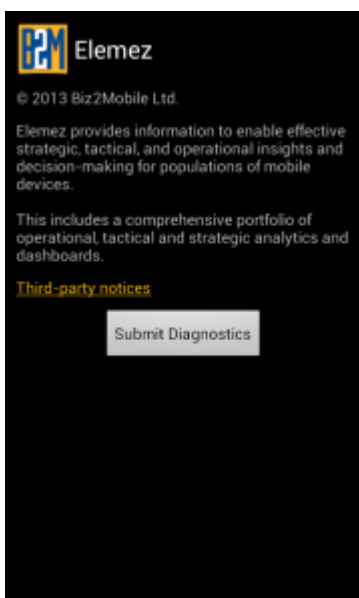 B2M Elemez
© 2013 Biz2Mobile Ltd.
Elemez provides information to enable effective
strategic, tactical, and operational insights and
decision-making for populations of mobile
devices.
This includes a comprehensive portfolio of
operational, tactical and strategic analytics and
dashboards.
Third-party notices
Submit Diagnostics